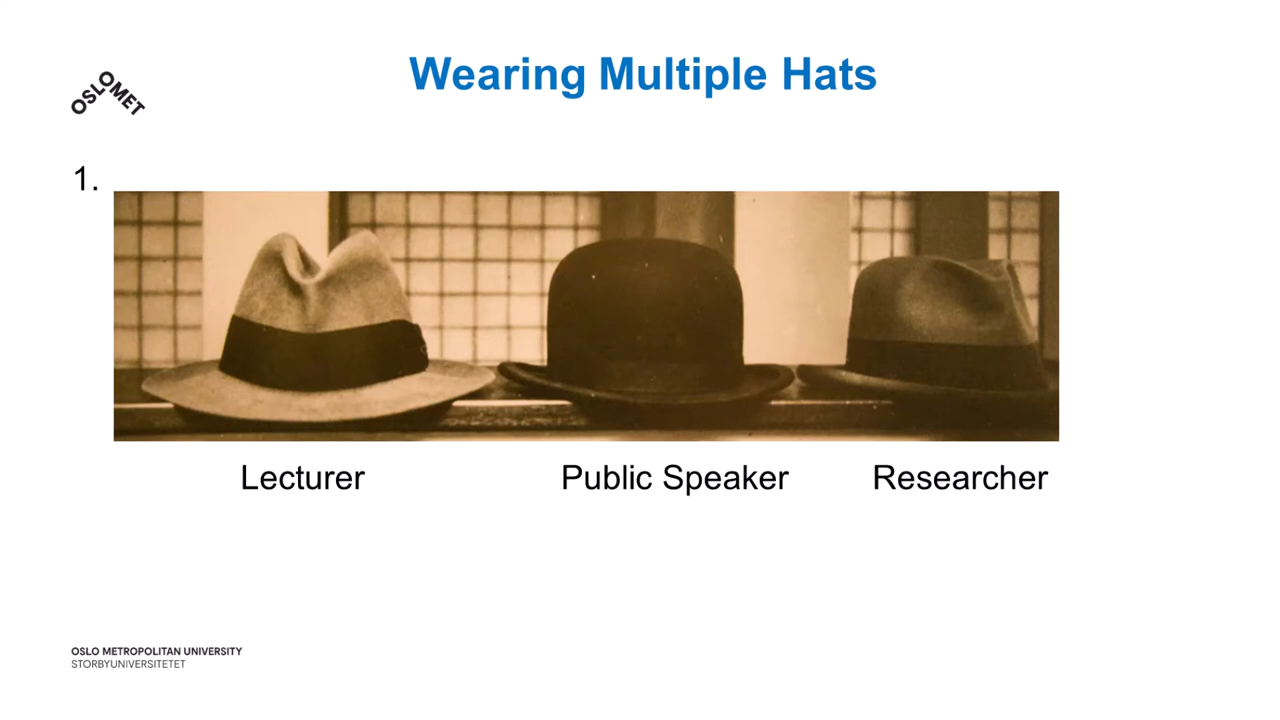 Wearing Multiple Hats
OSLOMET
1.
Lecturer
Public Speaker
Researcher
OSLO METROPOLITAN UNIVERSITY
STORBYUNIVERSITETET